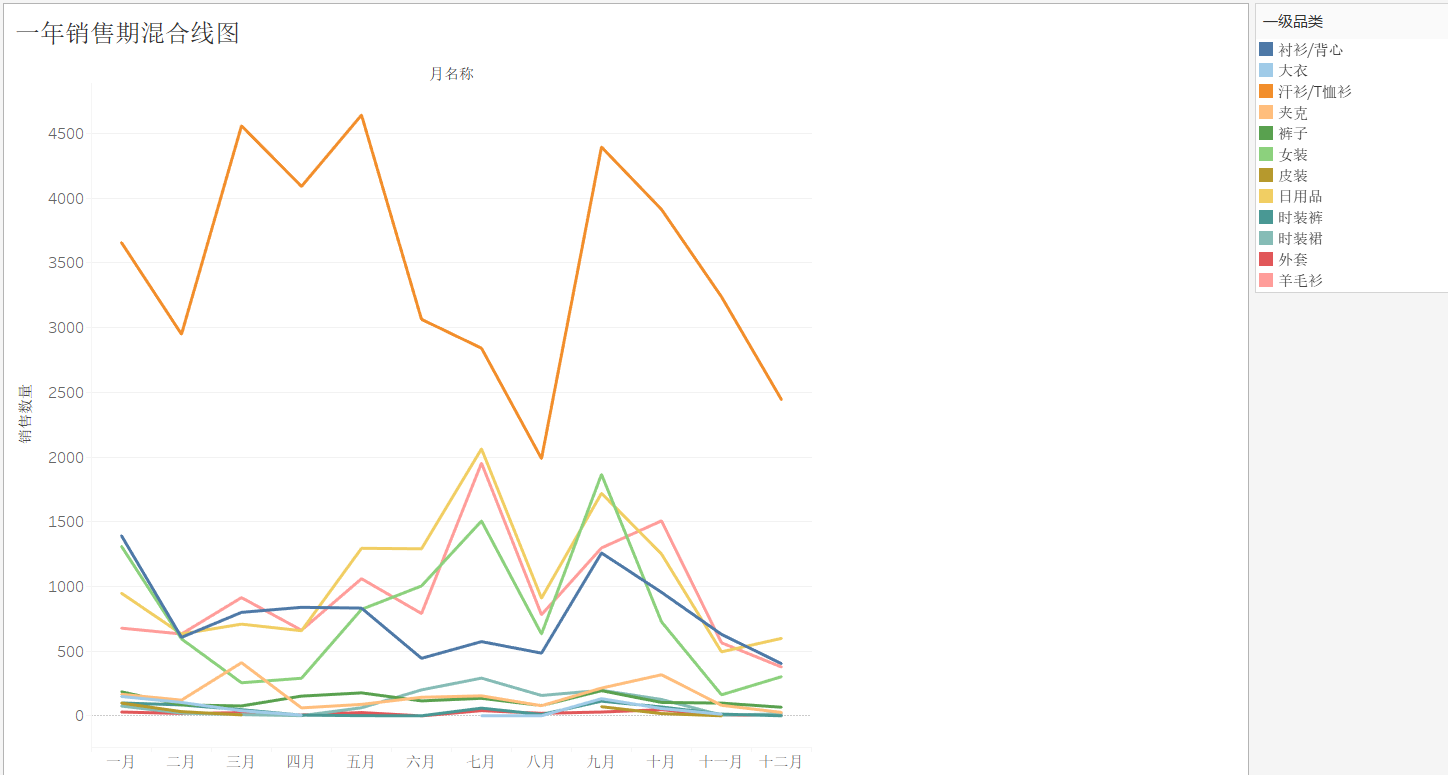 一年销售期混合线图
月名称
销售数量
4500
4000
3500
3000
2500
2000
1500
1000
500
0
一月 二月 三月 四月 五月 六月 七月 八月 九月 十月 十一月 十二月
一级品类
衬衫/背心
大衣
汗衫/T恤衫
夹克
裤子
女装
皮装
日用品
时装裤
时装裙
外套
羊毛衫